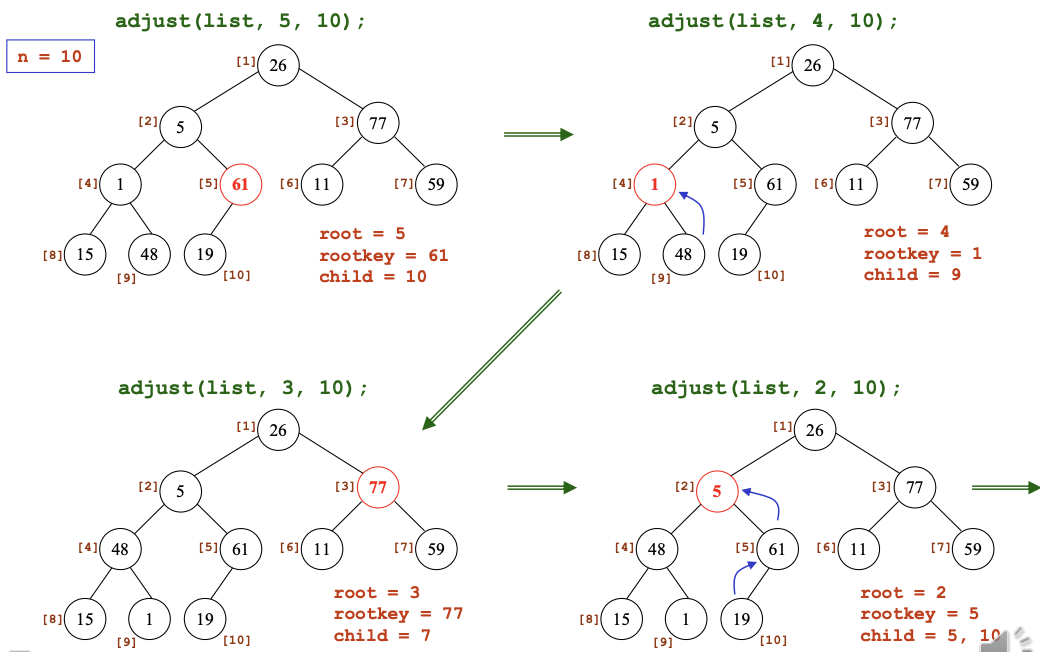 adjust(list, 5, 10);
n = 10
[1] 26
[2] 5
[3] 77
[4] 1
[5] 61
[6] 11
[7] 59
[8] 15
48
19
[9]
[10]
root = 5
rootkey = 61
child = 10
adjust(list, 4, 10);
[1] 26
[2] 5
[3] 77
[4] 1
[5] 61
[6] 11
[7] 59
[8] 15
48
19
[9]
[10]
root = 4
rootkey = 1
child = 9
adjust(list, 3, 10);
[1] 26
[2] 5
[3] 77
[4] 48
[5] 61
[6] 11
[7] 59
[8] 15
1
19
[9]
[10]
root = 3
rootkey = 77
child = 7
adjust(list, 2, 10);
[1] 26
[2] 5
[3] 77
[4] 48
[5] 61
[6] 11
[7] 59
[8] 15
1
19
[9]
[10]
root = 2
rootkey = 5
child = 5, 10